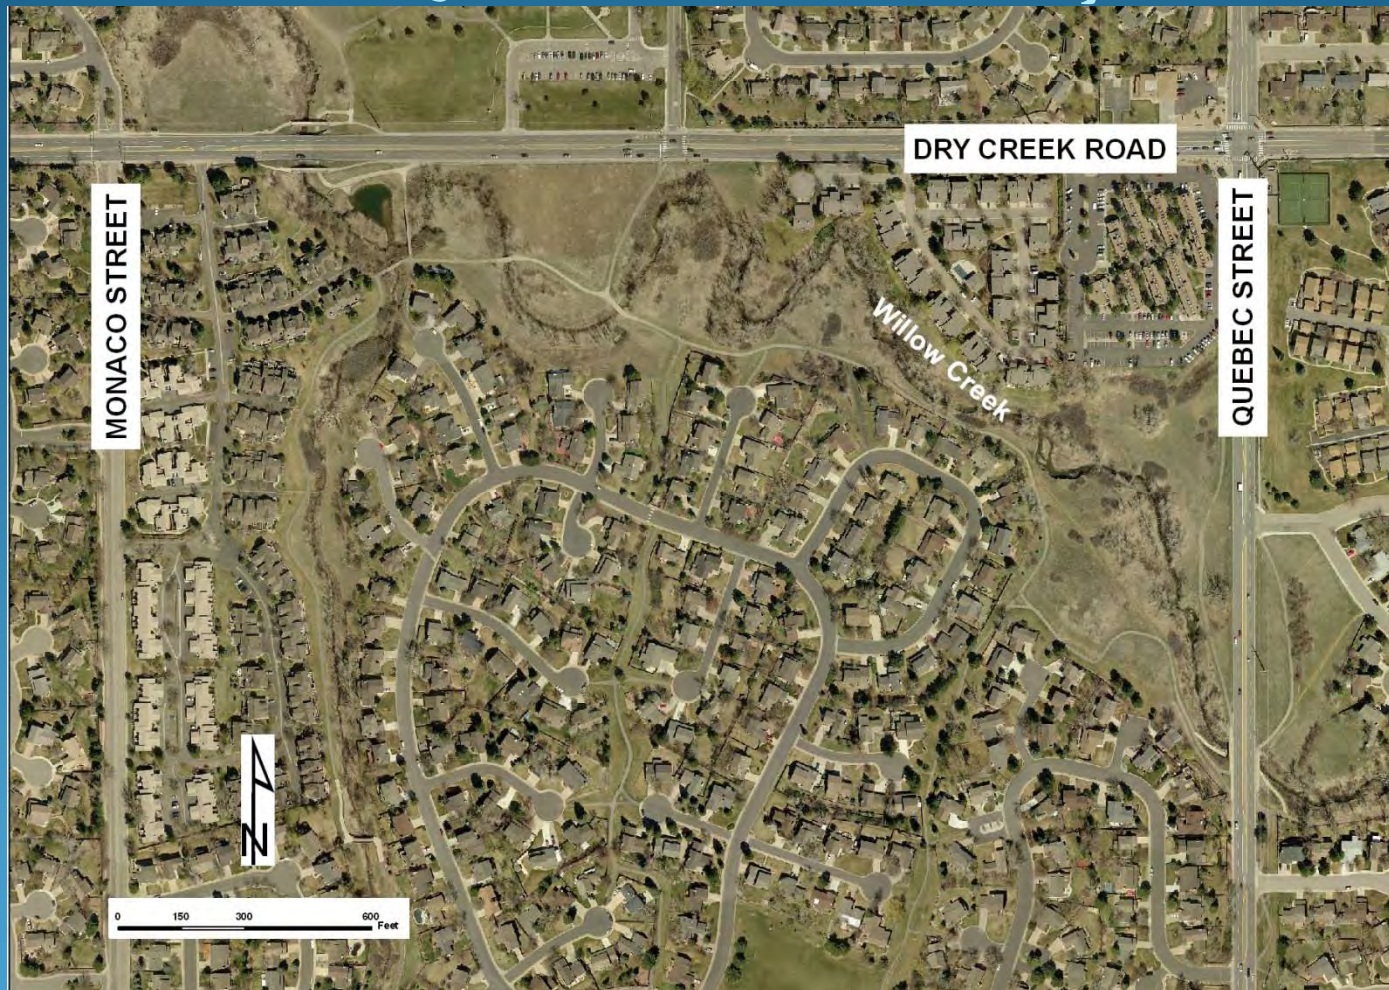 DRY CREEK ROAD
MONACO STREET
QUEBEC STREET
Willow Creek
N
0 150 300 600
Feet